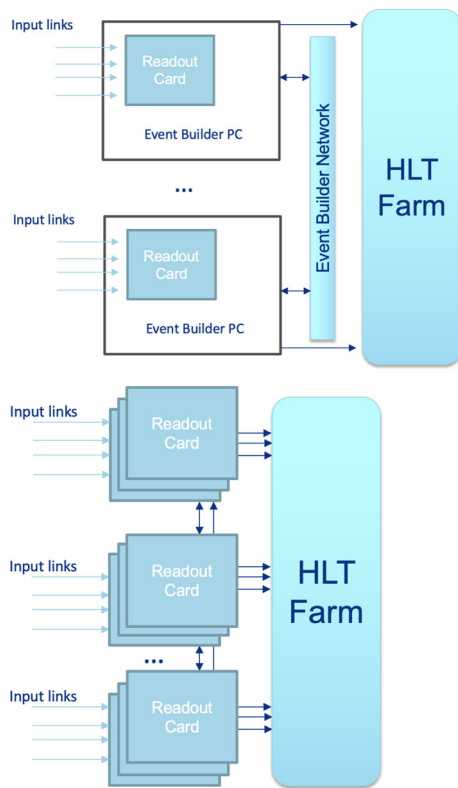 Input links
Readout
Card
Event Builder PC
...
Input links
Readout
Card
Event Builder PC
Event Builder Network
HLT
Farm
Input links
Readout
Card
Input links
Readout
Card
...
Input links
Readout
Card
HLT
Farm